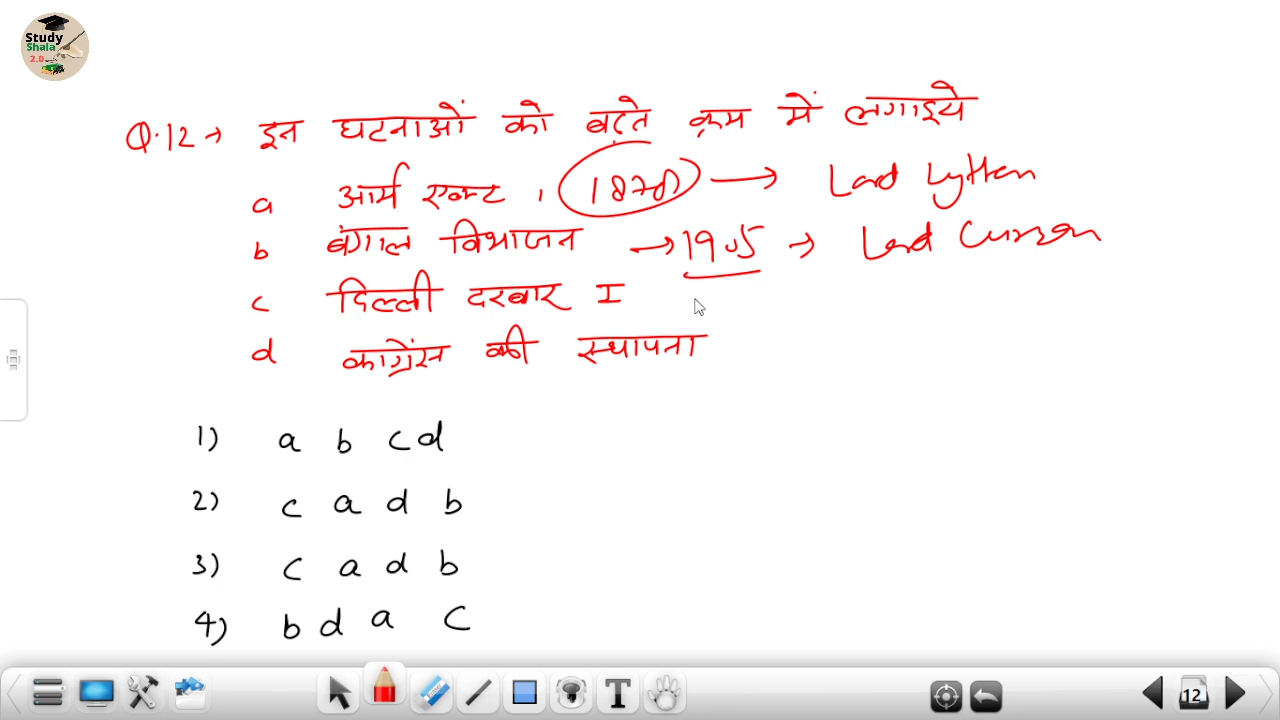 Study
Shala
2.0
Q.12 → इन घटनाओं को बढ़ते क्रम में लगाइये
a आर्म एक्ट , 1878 → Lord Lytton
b बंगाल विभाजन → 1905 → Lord Curzon
c दिल्ली दरबार I
d कांग्रेस की स्थापना
1) a b c d
2) c a d b
3) c a d b
4) b d a c
T
12